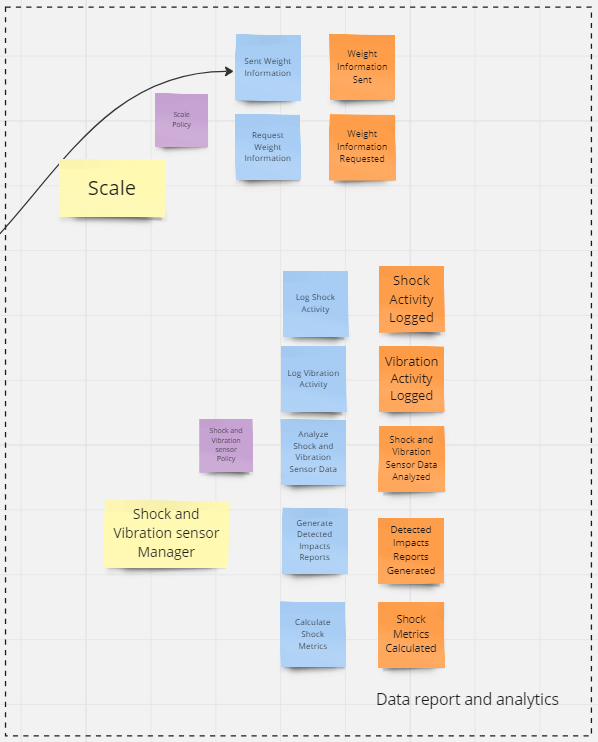 Sent Weight
Information
Weight
Information
Sent
Scale
Policy
Request
Weight
Information
Weight
Information
Requested
Scale
Log Shock
Activity
Shock
Activity
Logged
Log Vibration
Activity
Vibration
Activity
Logged
Shock and
Vibration
sensor
Policy
Analyze
Shock and
Vibration
Sensor Data
Shock and
Vibration
Sensor Data
Analyzed
Shock and
Vibration sensor
Manager
Generate
Detected
Impacts
Reports
Detected
Impacts
Reports
Generated
Calculate
Shock
Metrics
Shock
Metrics
Calculated
Data report and analytics